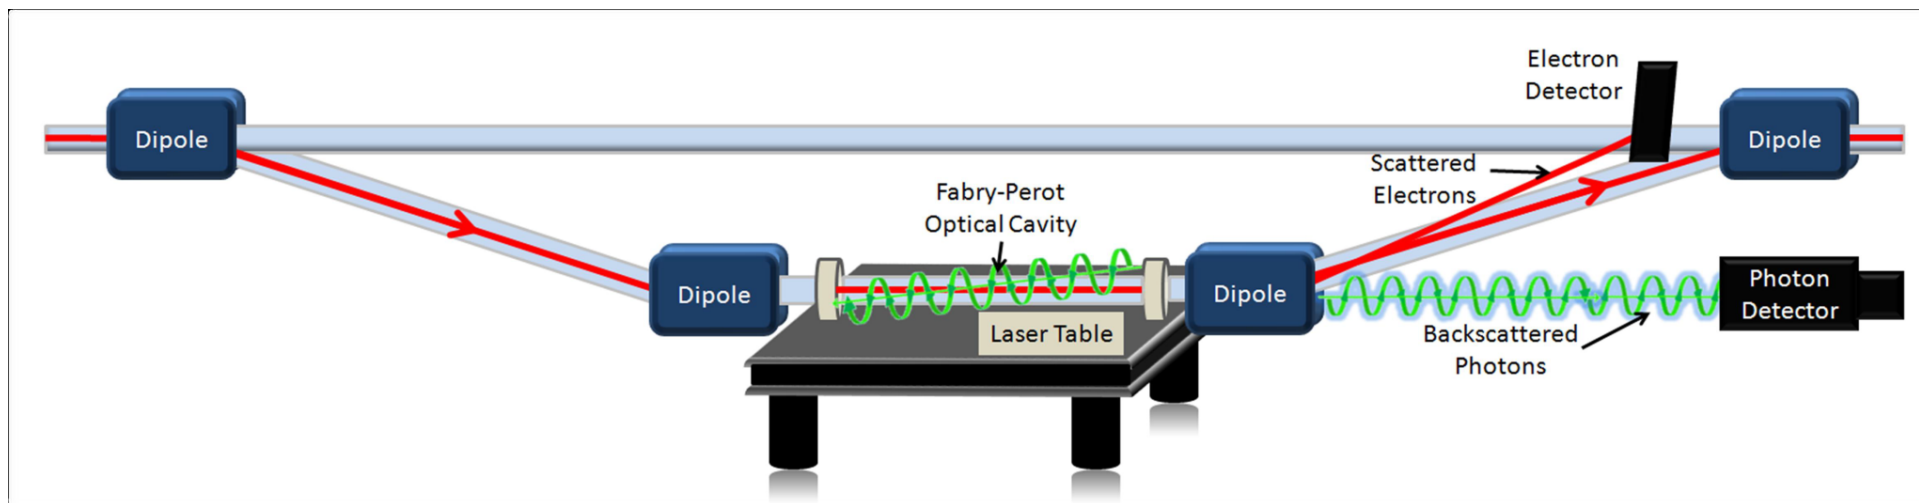 Electron
Detector
Dipole
Dipole
Scattered
Electrons
Fabry-Perot
Optical Cavity
Dipole
Dipole
Photon
Detector
Laser Table
Backscattered
Photons